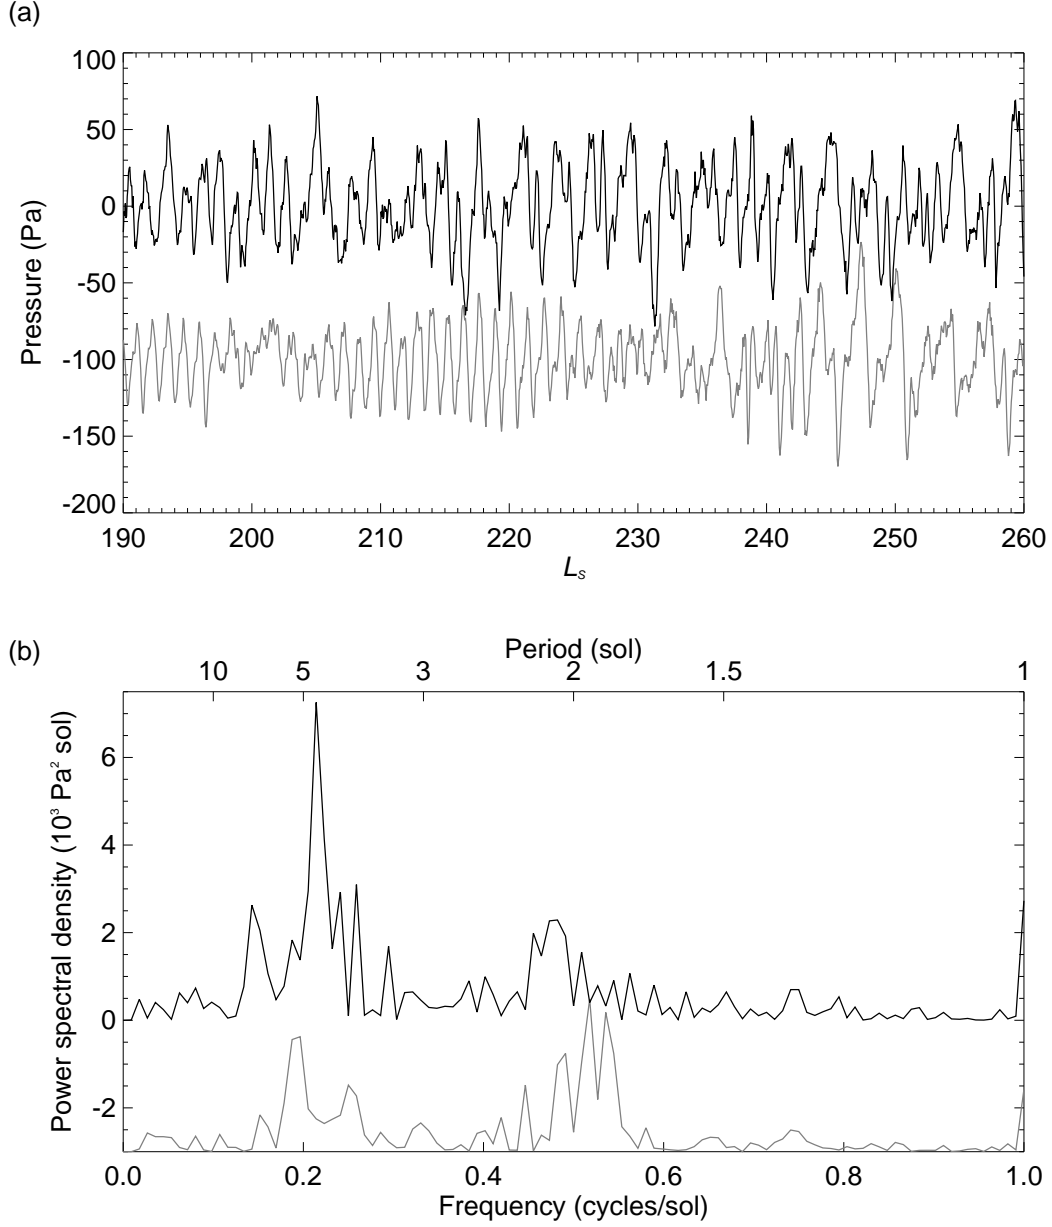 (a)
100
50
0
-50
-100
-150
-200
Pressure (Pa)
190 200 210 220 230 240 250 260
Ls
(b)
Period (sol)
10 5 3 2 1.5 1
6
4
2
0
-2
Power spectral density (10³ Pa² sol)
0.0 0.2 0.4 0.6 0.8 1.0
Frequency (cycles/sol)